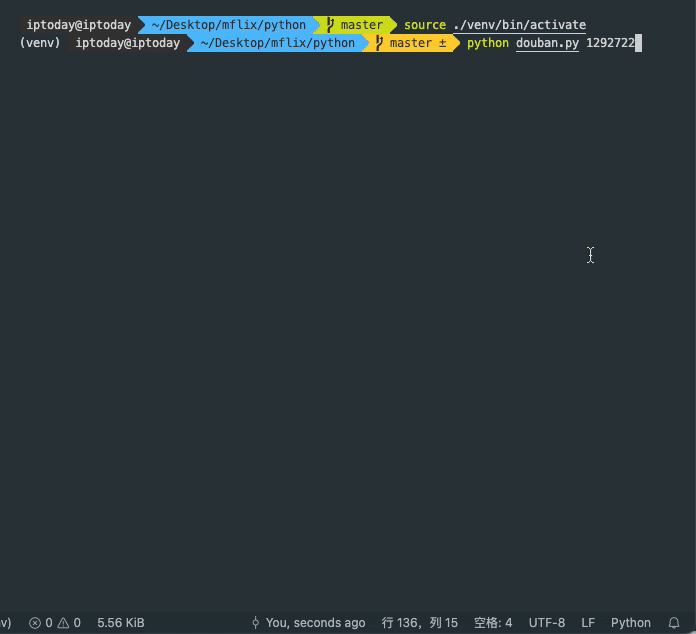 iptoday@iptoday ~/Desktop/mflix/python master source ./venv/bin/activate
(venv) iptoday@iptoday ~/Desktop/mflix/python master ± python douban.py 1292722
v) 0 0 5.56 KiB You, seconds ago 行 136，列 15 空格: 4 UTF-8 LF Python